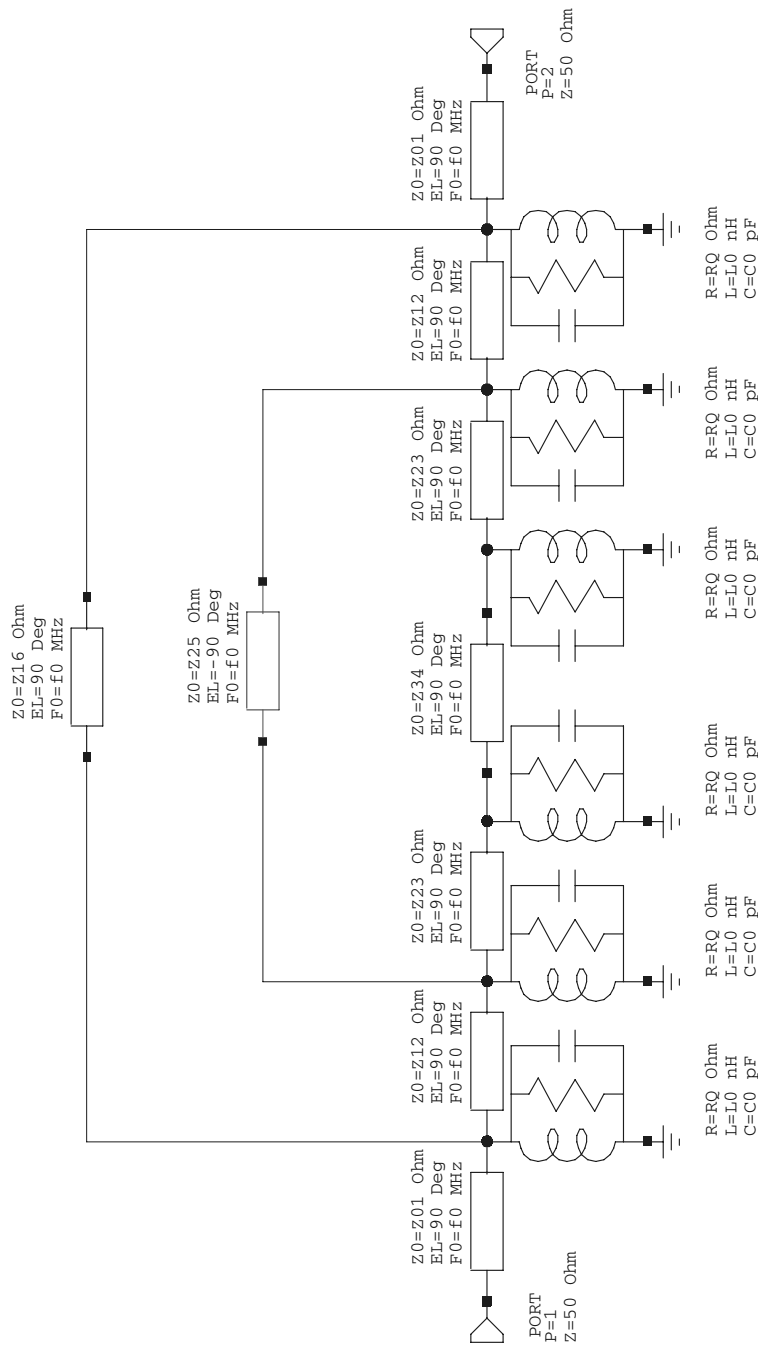 Z0=Z16 Ohm
EL=90 Deg
F0=f0 MHz
Z0=Z25 Ohm
EL=-90 Deg
F0=f0 MHz
Z0=Z01 Ohm
EL=90 Deg
F0=f0 MHz
Z0=Z12 Ohm
EL=90 Deg
F0=f0 MHz
Z0=Z23 Ohm
EL=90 Deg
F0=f0 MHz
Z0=Z34 Ohm
EL=90 Deg
F0=f0 MHz
Z0=Z23 Ohm
EL=90 Deg
F0=f0 MHz
Z0=Z12 Ohm
EL=90 Deg
F0=f0 MHz
Z0=Z01 Ohm
EL=90 Deg
F0=f0 MHz
PORT
P=1
Z=50 Ohm
PORT
P=2
Z=50 Ohm
R=RQ Ohm
L=L0 nH
C=C0 pF
R=RQ Ohm
L=L0 nH
C=C0 pF
R=RQ Ohm
L=L0 nH
C=C0 pF
R=RQ Ohm
L=L0 nH
C=C0 pF
R=RQ Ohm
L=L0 nH
C=C0 pF
R=RQ Ohm
L=L0 nH
C=C0 pF